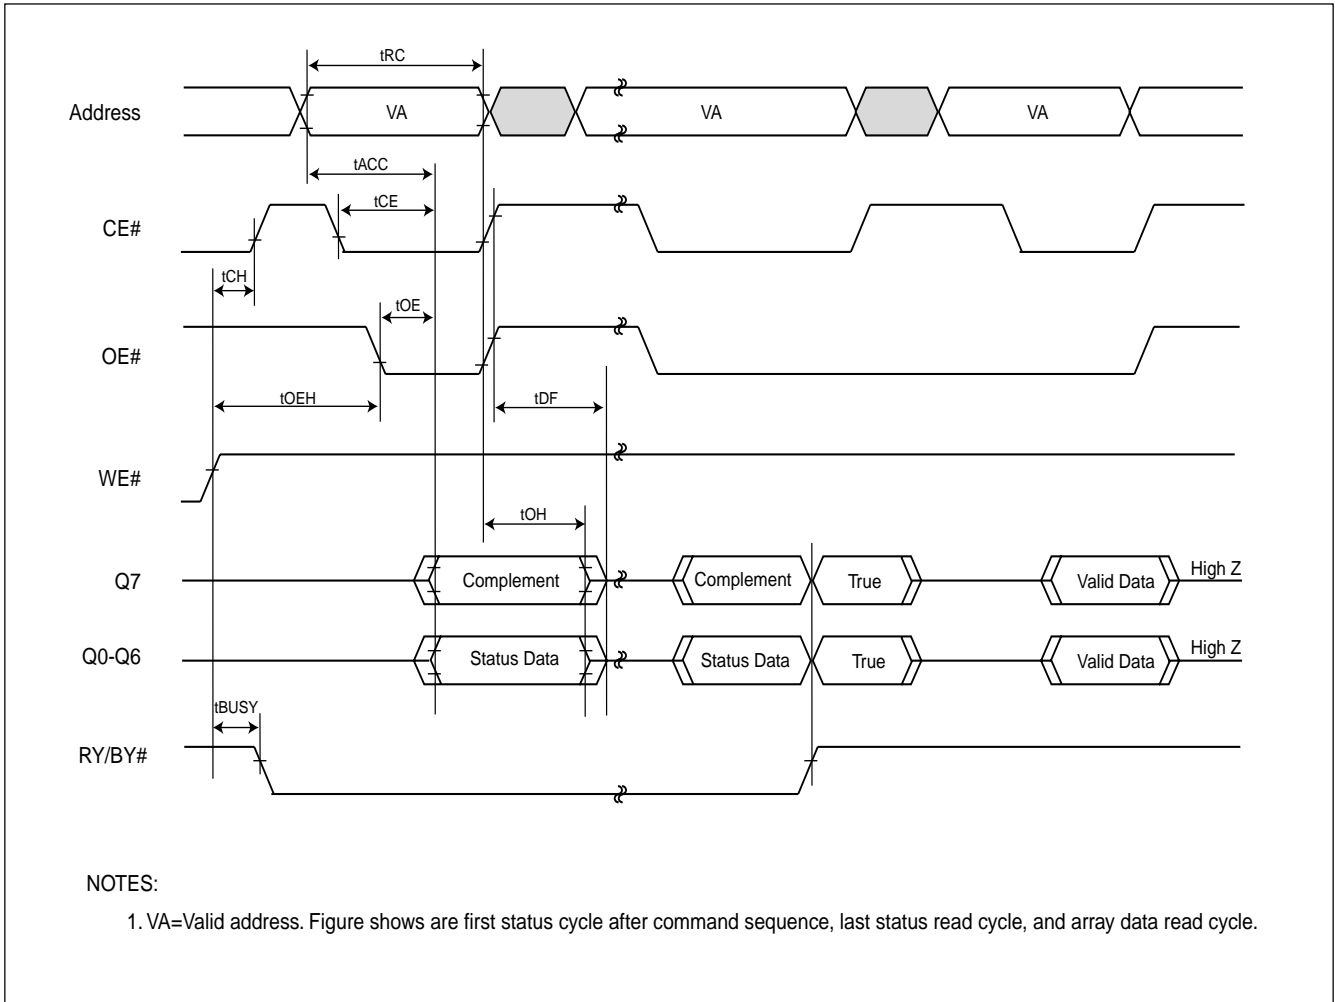 tRC
Address VA VA VA
tACC
tCE
CE#
tCH
tOE
OE#
tOEH tDF
WE#
tOH
Q7 Complement Complement True Valid Data High Z
Q0-Q6 Status Data Status Data True Valid Data High Z
tBUSY
RY/BY#
NOTES:
1. VA=Valid address. Figure shows are first status cycle after command sequence, last status read cycle, and array data read cycle.